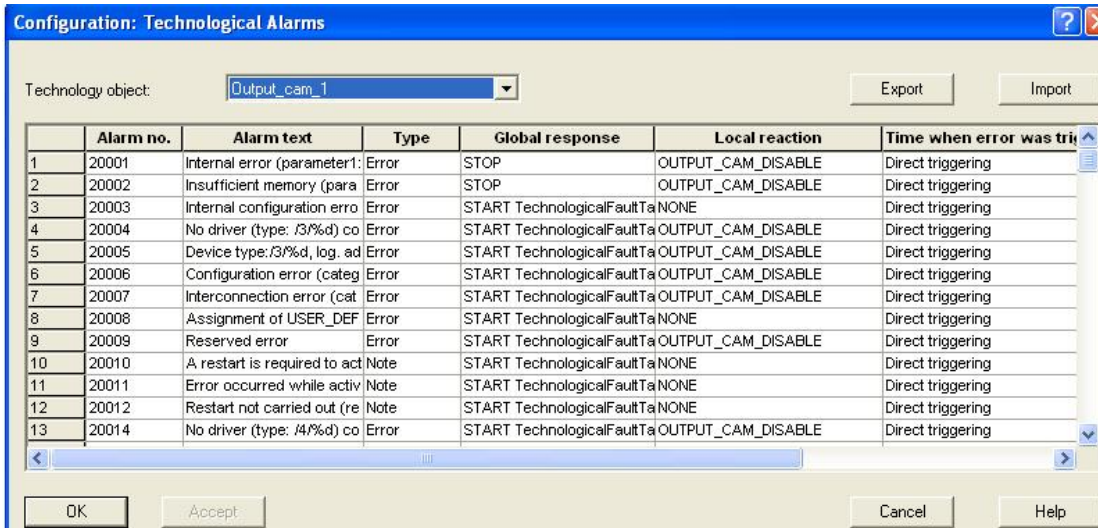 Configuration: Technological Alarms
Technology object: Output_cam_1 Export Import
Alarm no. Alarm text Type Global response Local reaction Time when error was trig
1 20001 Internal error (parameter1: Error STOP OUTPUT_CAM_DISABLE Direct triggering
2 20002 Insufficient memory (para Error STOP OUTPUT_CAM_DISABLE Direct triggering
3 20003 Internal configuration erro Error START TechnologicalFaultTa NONE Direct triggering
4 20004 No driver (type: /3/%d) co Error START TechnologicalFaultTa OUTPUT_CAM_DISABLE Direct triggering
5 20005 Device type:/3/%d, log. ad Error START TechnologicalFaultTa OUTPUT_CAM_DISABLE Direct triggering
6 20006 Configuration error (categ Error START TechnologicalFaultTa OUTPUT_CAM_DISABLE Direct triggering
7 20007 Interconnection error (cat Error START TechnologicalFaultTa OUTPUT_CAM_DISABLE Direct triggering
8 20008 Assignment of USER_DEF Error START TechnologicalFaultTa NONE Direct triggering
9 20009 Reserved error Error START TechnologicalFaultTa OUTPUT_CAM_DISABLE Direct triggering
10 20010 A restart is required to act Note START TechnologicalFaultTa NONE Direct triggering
11 20011 Error occurred while activ Note START TechnologicalFaultTa NONE Direct triggering
12 20012 Restart not carried out (re Note START TechnologicalFaultTa NONE Direct triggering
13 20014 No driver (type: /4/%d) co Error START TechnologicalFaultTa OUTPUT_CAM_DISABLE Direct triggering
OK Accept Cancel Help